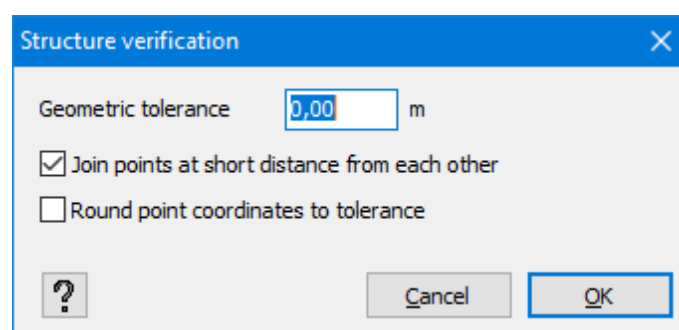 Structure verification
Geometric tolerance 0,00 m
Join points at short distance from each other
Round point coordinates to tolerance
? Cancel OK